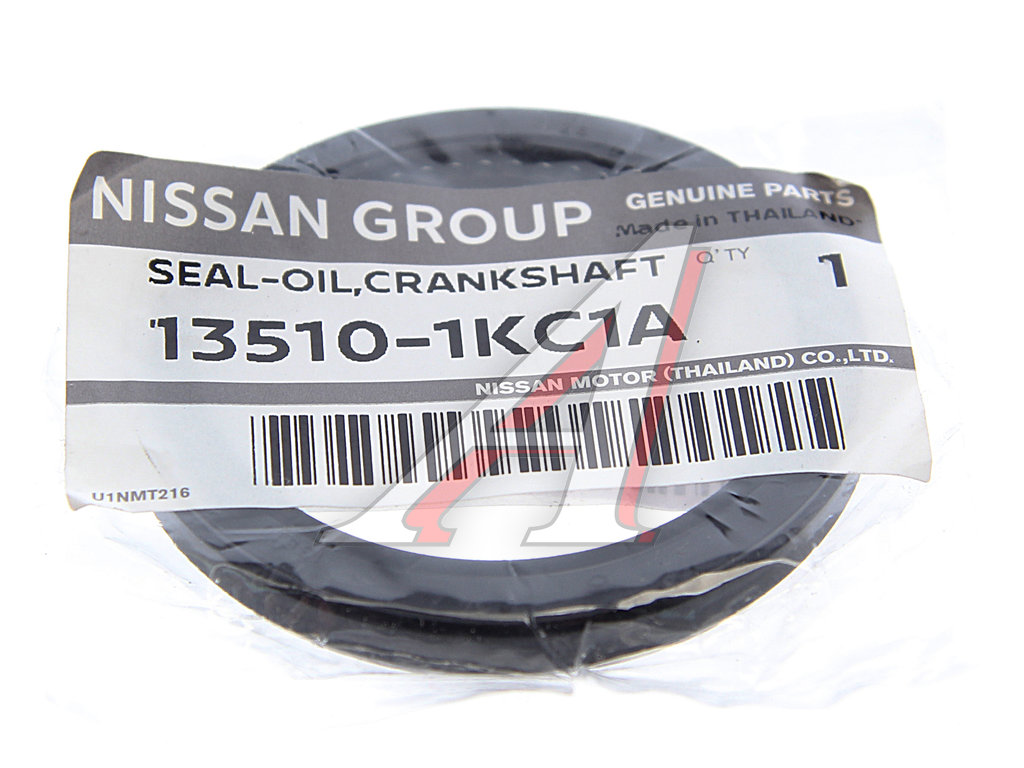 NISSAN GROUP
GENUINE PARTS
Made in THAILAND
SEAL-OIL,CRANKSHAFT Q'TY 1
13510-1KC1A
NISSAN MOTOR (THAILAND) CO.,LTD.
U1NMT216